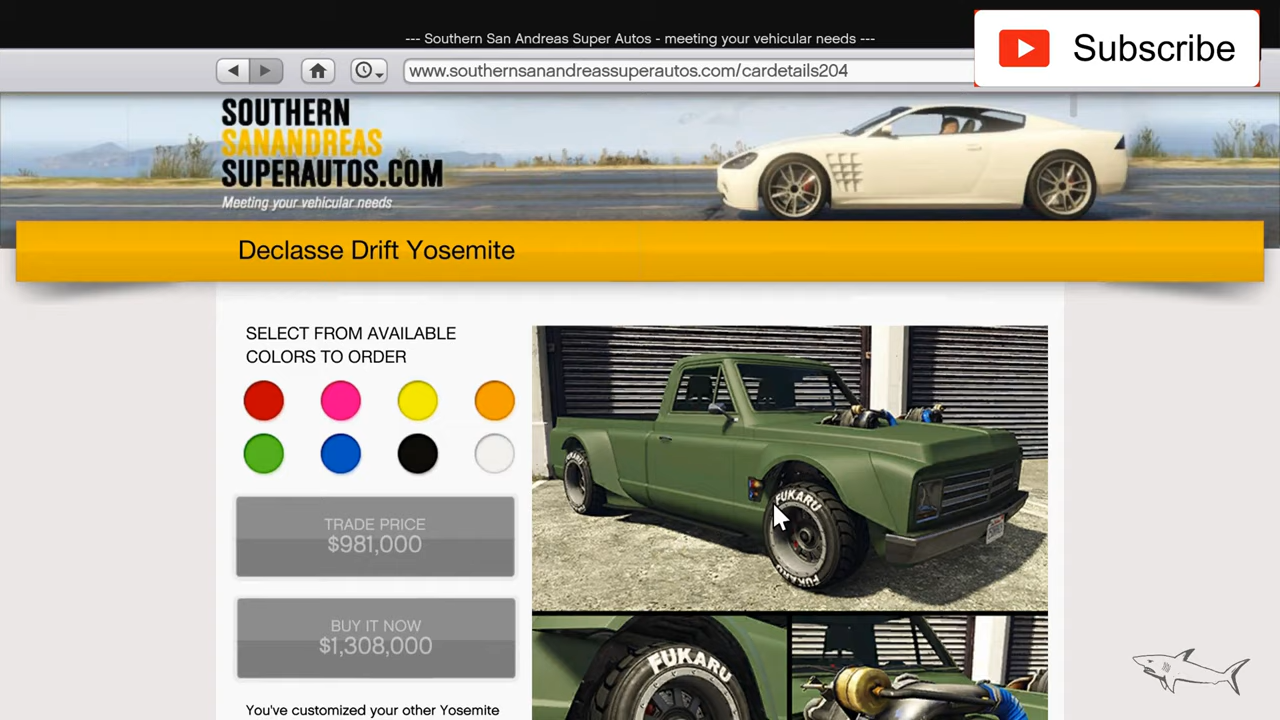 --- Southern San Andreas Super Autos - meeting your vehicular needs ---
Subscribe
www.southernsanandreassuperautos.com/cardetails204
SOUTHERN
SANANDREAS
SUPERAUTOS.COM
Meeting your vehicular needs
Declasse Drift Yosemite
SELECT FROM AVAILABLE
COLORS TO ORDER
TRADE PRICE
$981,000
BUY IT NOW
$1,308,000
You've customized your other Yosemite
FUKARU
FUKARU
FUKARU
FUKARU